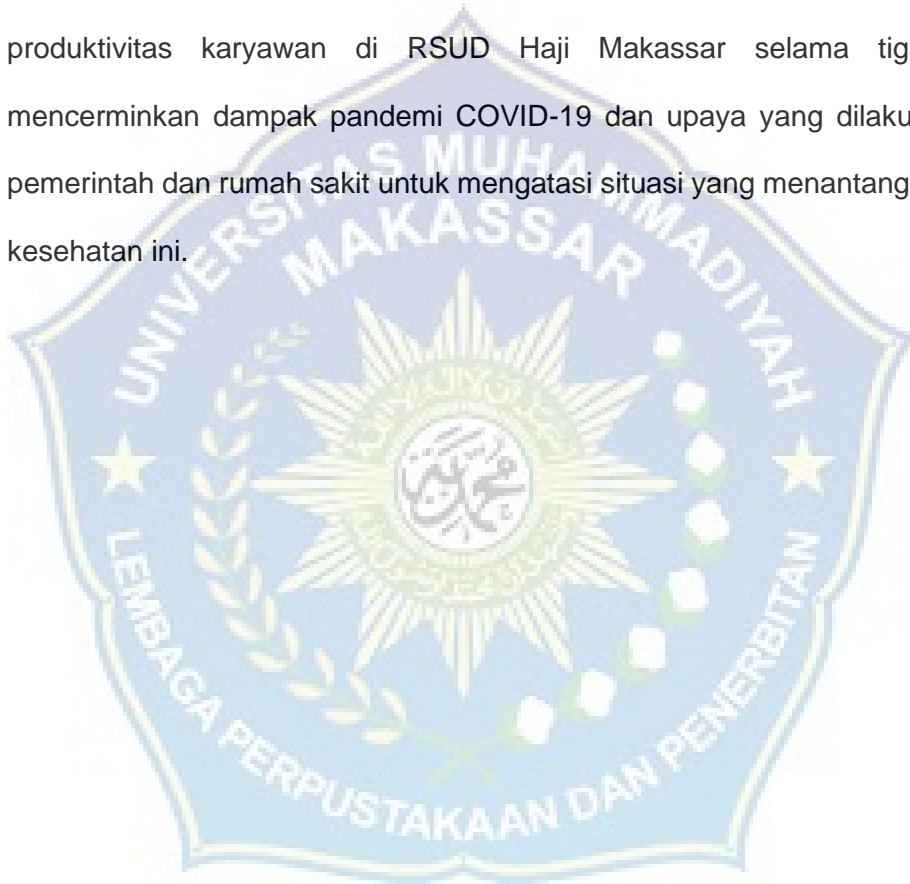 produktivitas karyawan di RSUD Haji Makassar selama tig
mencerminkan dampak pandemi COVID-19 dan upaya yang dilaku
pemerintah dan rumah sakit untuk mengatasi situasi yang menantang
kesehatan ini.
UNIVERSITAS MUHAMMADIYAH
MAKASSAR
LEMBAGA PERPUSTAKAAN DAN PENERBITAN